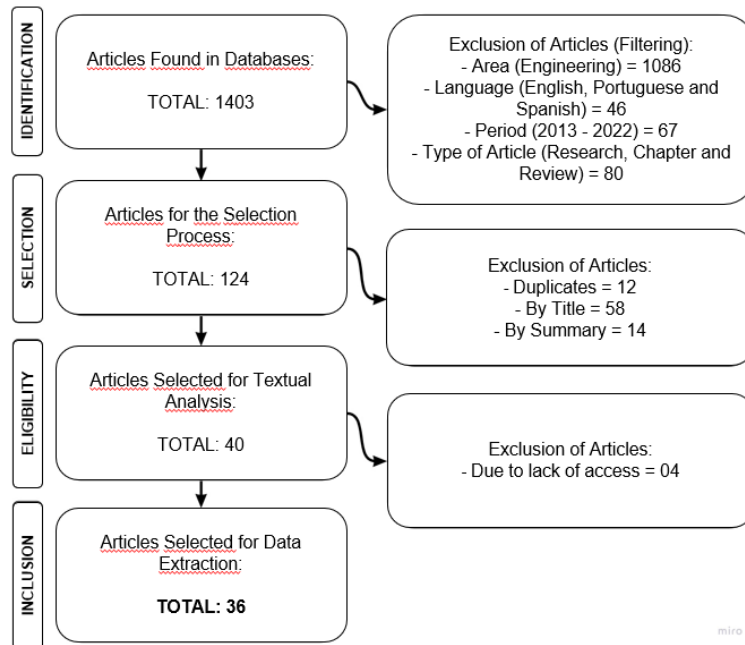 IDENTIFICATION
Articles Found in Databases:
TOTAL: 1403
Exclusion of Articles (Filtering):
- Area (Engineering) = 1086
- Language (English, Portuguese and
Spanish) = 46
- Period (2013 - 2022) = 67
- Type of Article (Research, Chapter and
Review) = 80
SELECTION
Articles for the Selection
Process:
TOTAL: 124
Exclusion of Articles:
- Duplicates = 12
- By Title = 58
- By Summary = 14
ELIGIBILITY
Articles Selected for Textual
Analysis:
TOTAL: 40
Exclusion of Articles:
- Due to lack of access = 04
INCLUSION
Articles Selected for Data
Extraction:
TOTAL: 36
miro